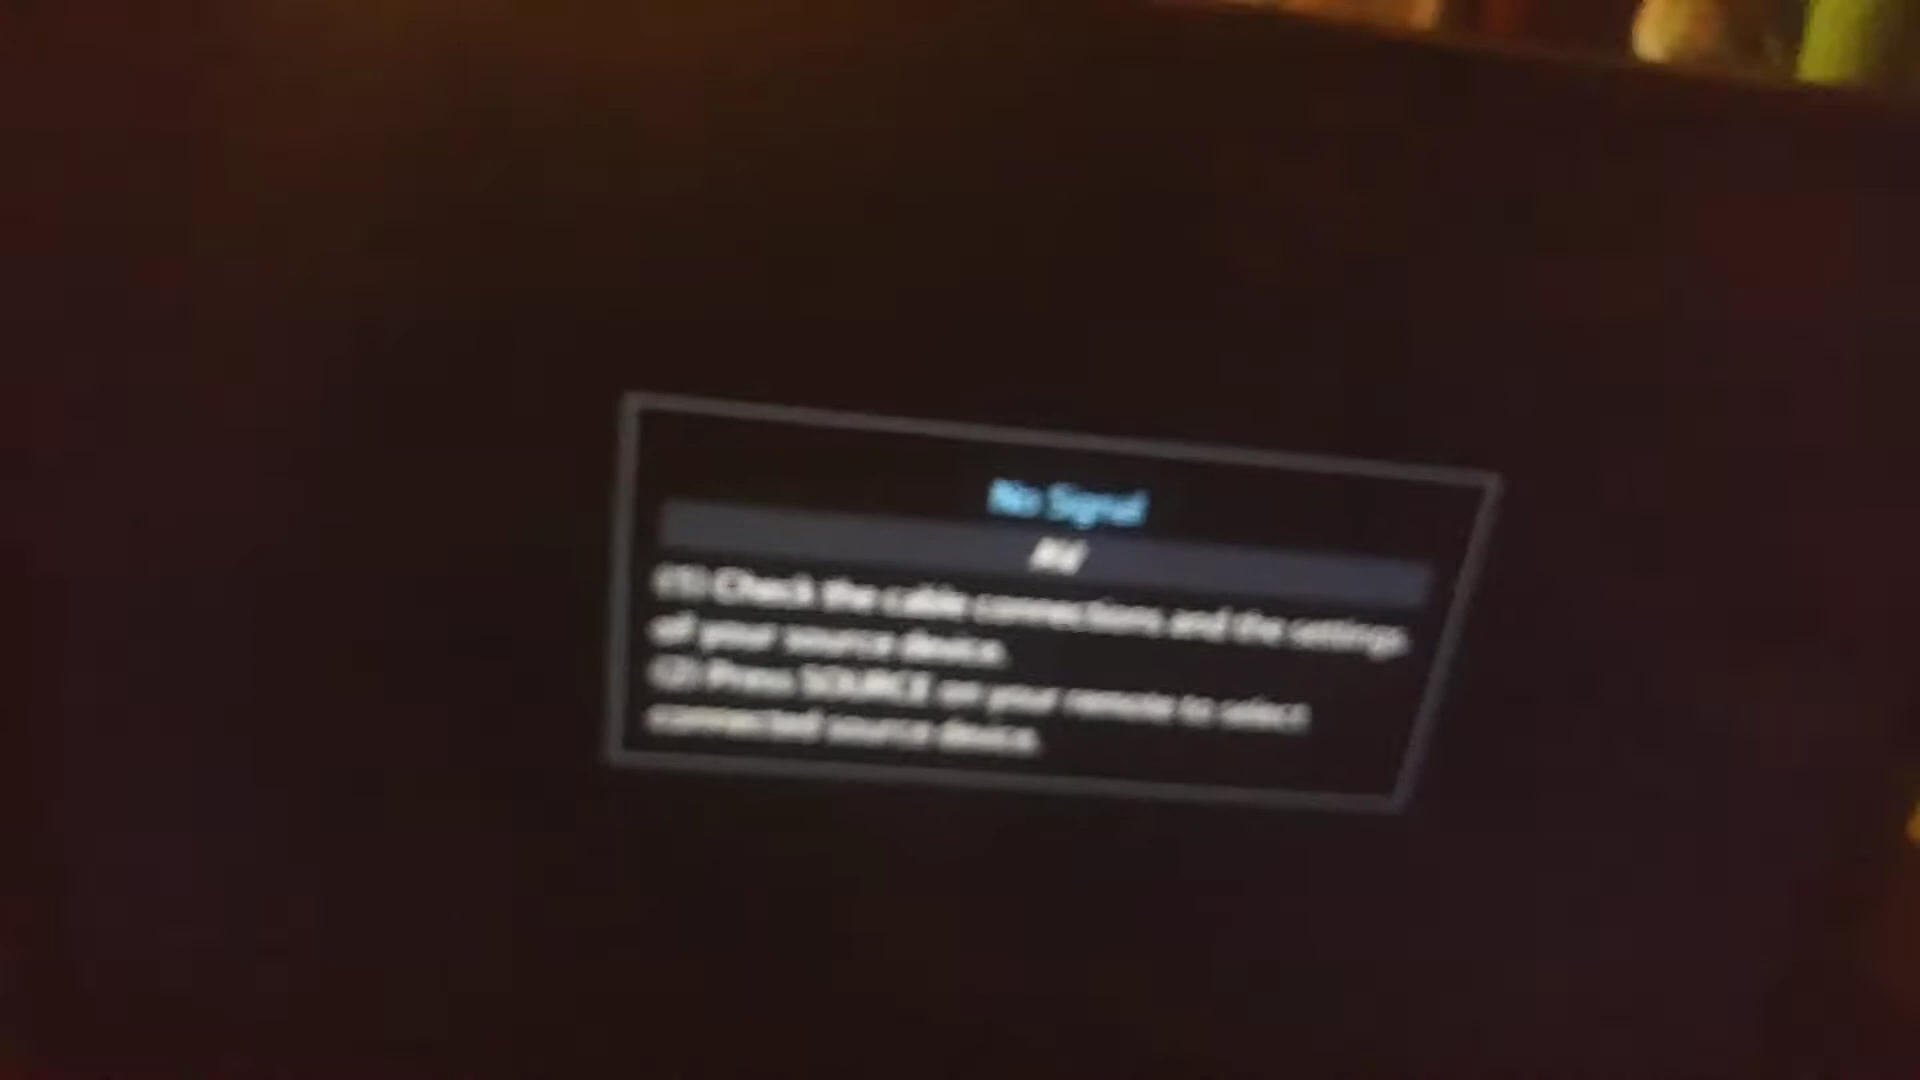 No Signal
AV
(1) Check the cable connections and the settings
of your source device.
(2) Press SOURCE on your remote to select
connected source device.